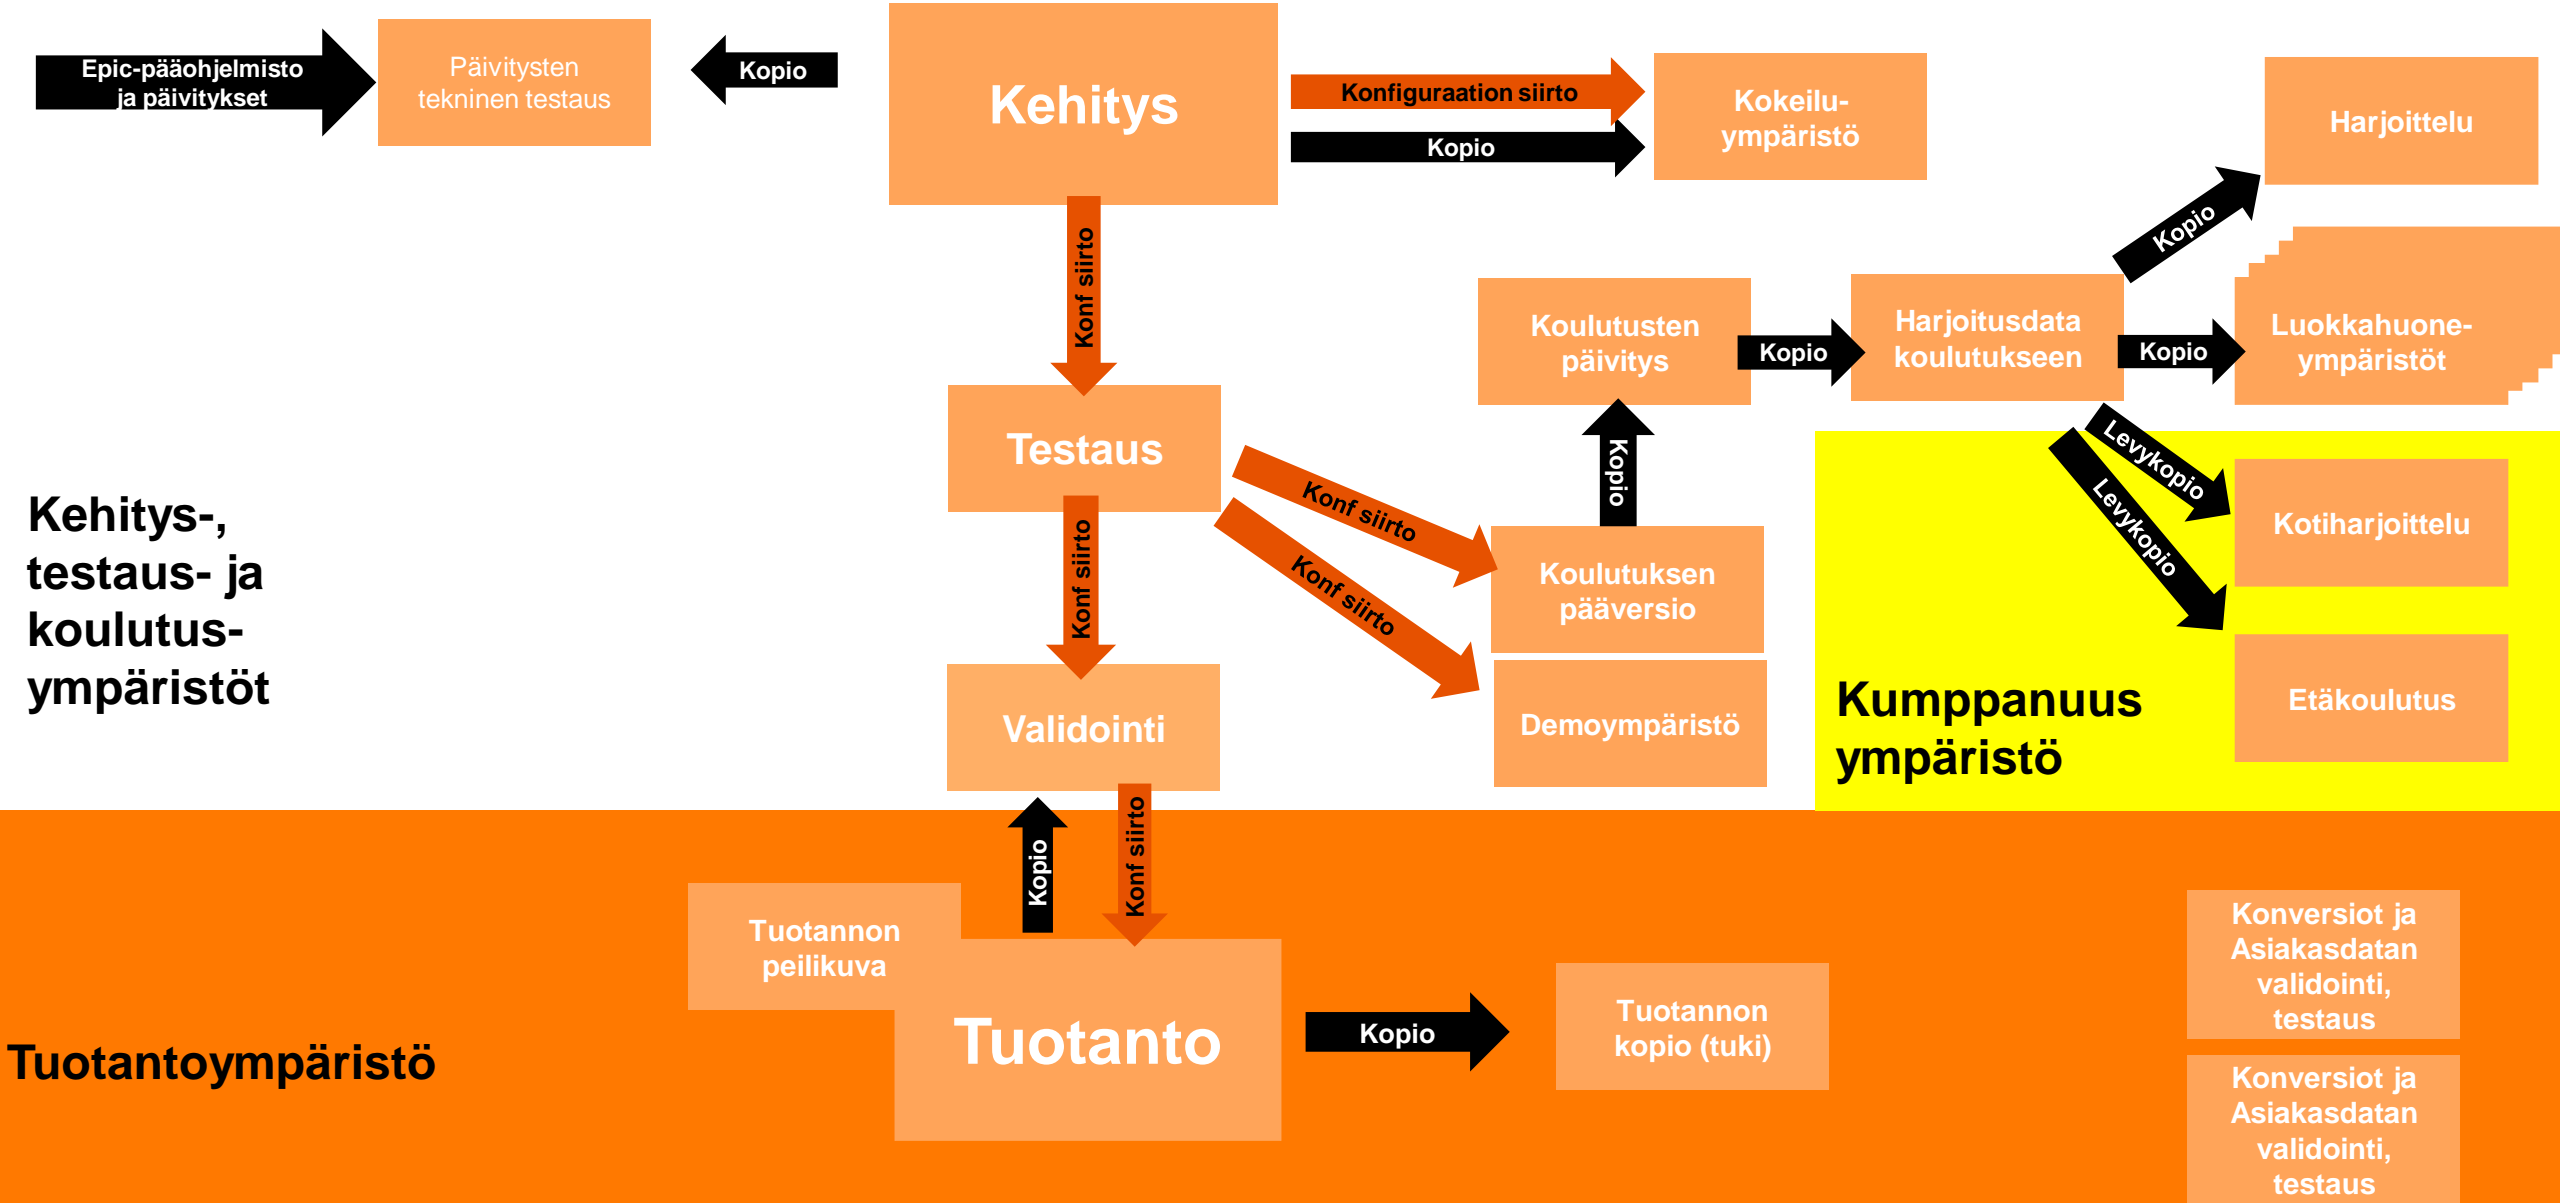 Epic-pääohjelmisto
ja päivitykset
Päivitysten
tekninen testaus
Kopio
Kehitys
Konfiguraation siirto
Kopio
Kokeilu-
ympäristö
Harjoittelu
Kopio
Konf siirto
Koulutusten
päivitys
Kopio
Harjoitusdata
koulutukseen
Kopio
Luokkahuone-
ympäristöt
Testaus
Konf siirto
Konf siirto
Kopio
Levykopio
Levykopio
Kotiharjoittelu
Kehitys-,
testaus- ja
koulutus-
ympäristöt
Konf siirto
Koulutuksen
pääversio
Validointi
Demoympäristö
Kumppanuus
ympäristö
Etäkoulutus
Kopio
Konf siirto
Tuotannon
peilikuva
Tuotantoympäristö
Tuotanto
Kopio
Tuotannon
kopio (tuki)
Konversiot ja
Asiakasdatan
validointi,
testaus
Konversiot ja
Asiakasdatan
validointi,
testaus